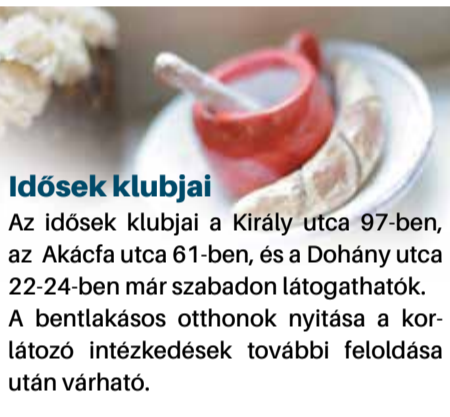 Idősek klubjai
Az idősek klubjai a Király utca 97-ben,
az Akácfa utca 61-ben, és a Dohány utca
22-24-ben már szabadon látogathatók.
A bentlakásos otthonok nyitása a kor-
látozó intézkedések további feloldása
után várható.